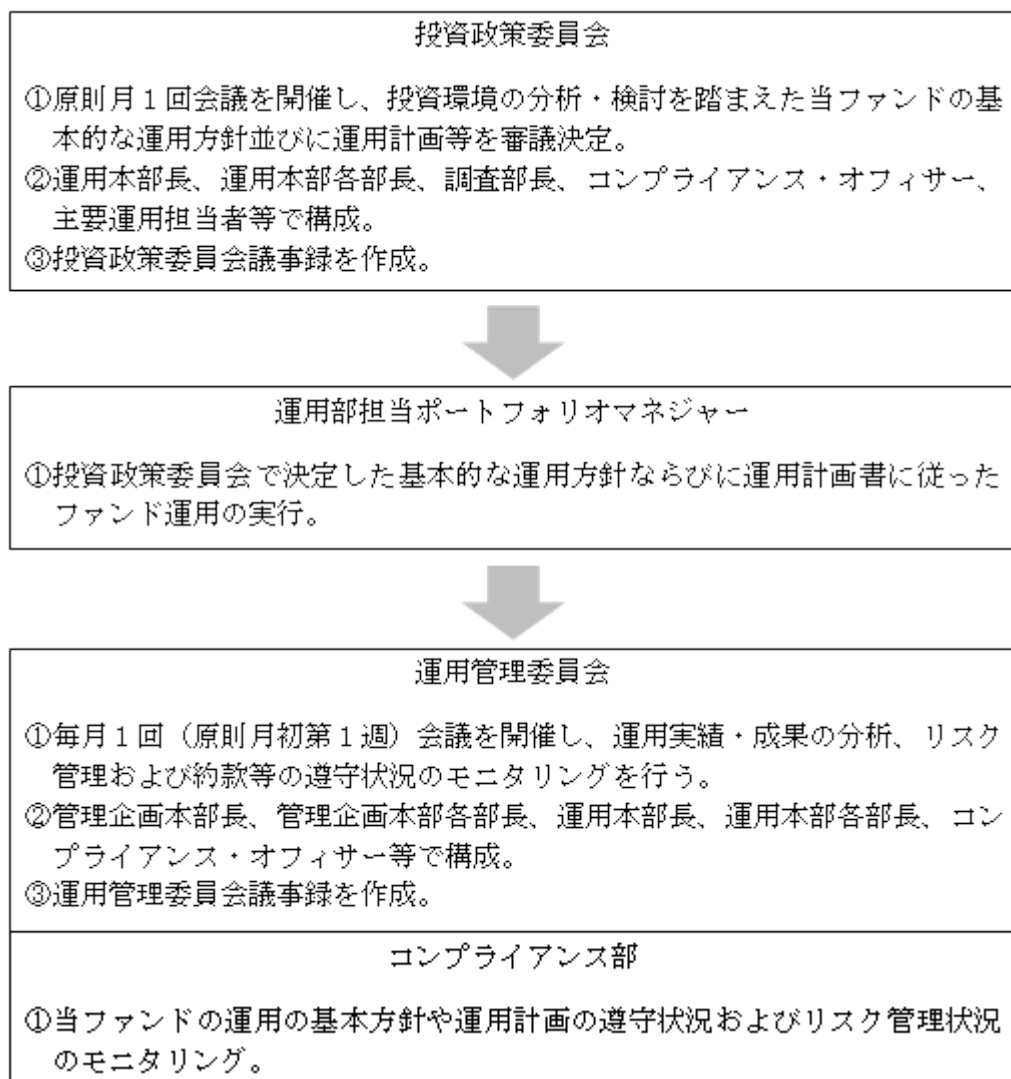 投資政策委員会
①原則月１回会議を開催し、投資環境の分析・検討を踏まえた当ファンドの基
本的な運用方針並びに運用計画等を審議決定。
②運用本部長、運用本部各部長、調査部長、コンプライアンス・オフィサー、
主要運用担当者等で構成。
③投資政策委員会議事録を作成。
運用部担当ポートフォリオマネジャー
①投資政策委員会で決定した基本的な運用方針ならびに運用計画書に従った
ファンド運用の実行。
運用管理委員会
①毎月１回（原則月初第１週）会議を開催し、運用実績・成果の分析、リスク
管理および約款等の遵守状況のモニタリングを行う。
②管理企画本部長、管理企画本部各部長、運用本部長、運用本部各部長、コン
プライアンス・オフィサー等で構成。
③運用管理委員会議事録を作成。
コンプライアンス部
①当ファンドの運用の基本方針や運用計画の遵守状況およびリスク管理状況
のモニタリング。